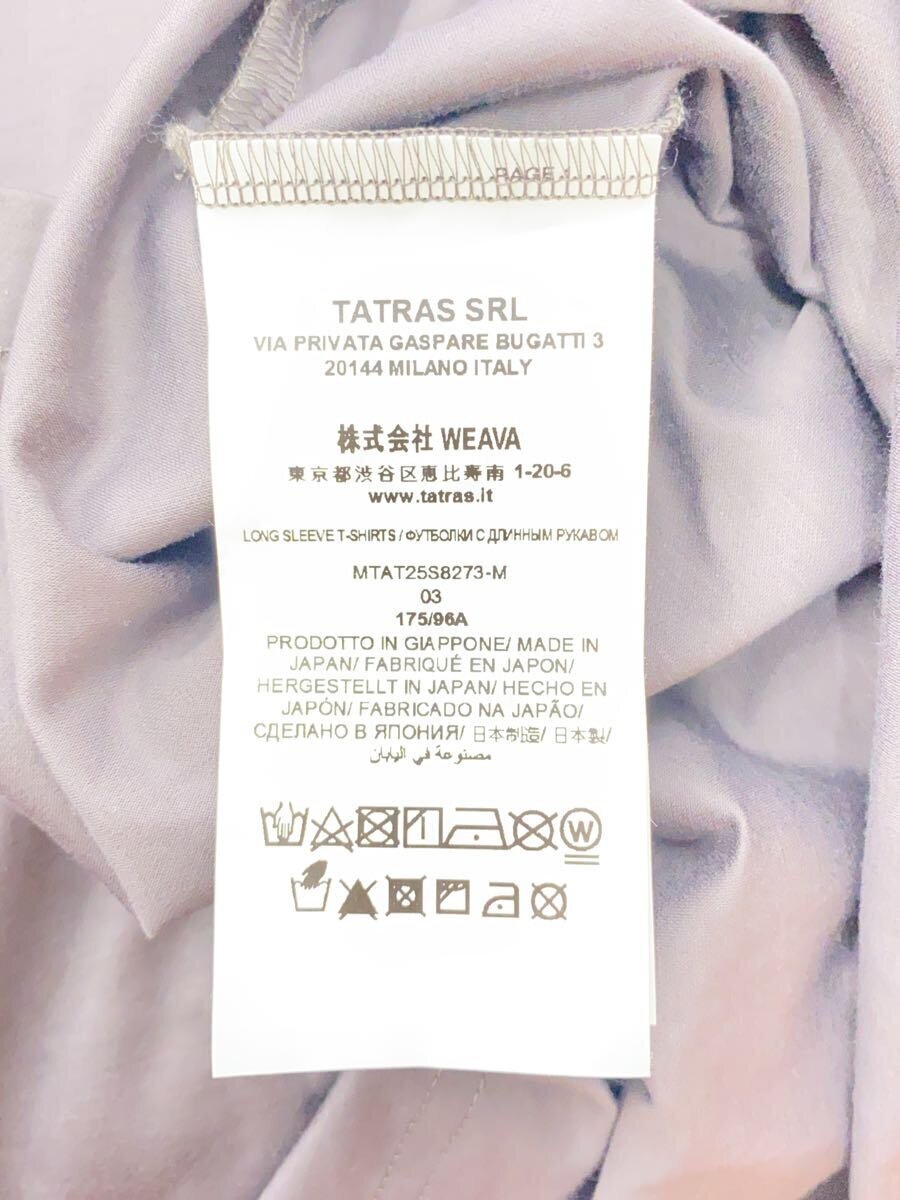 PAGE 1
TATRAS SRL
VIA PRIVATA GASPARE BUGATTI 3
20144 MILANO ITALY
株式会社 WEAVA
東京都渋谷区恵比寿南 1-20-6
www.tatras.it
LONG SLEEVE T-SHIRTS / ФУТБОЛКИ С ДЛИННЫМ РУКАВОМ
MTAT25S8273-M
03
175/96A
PRODOTTO IN GIAPPONE/ MADE IN
JAPAN/ FABRIQUÉ EN JAPON/
HERGESTELLT IN JAPAN/ HECHO EN
JAPÓN/ FABRICADO NA JAPÃO/
СДЕЛАНО В ЯПОНИЯ/ 日本制造/ 日本製/
مصنوعة في اليابان
W